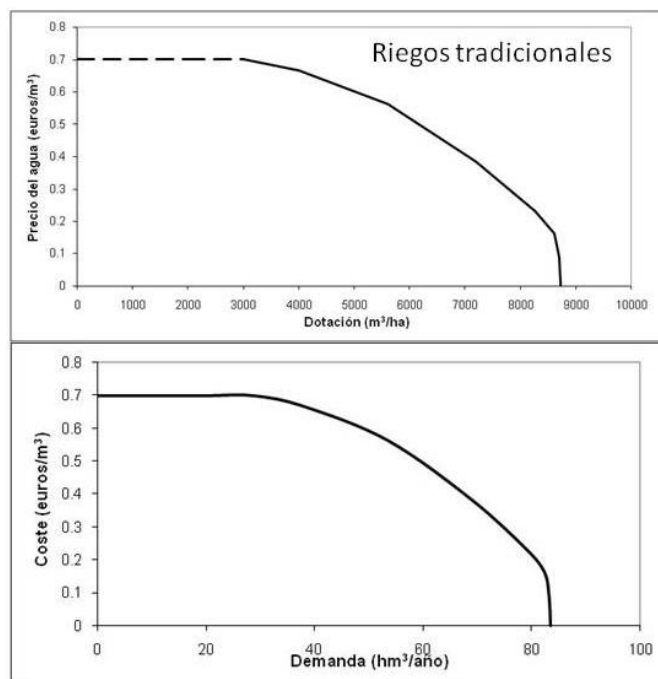 Riegos tradicionales
Precio del agua (euros/m³)
0.8
0.7
0.6
0.5
0.4
0.3
0.2
0.1
0
0 1000 2000 3000 4000 5000 6000 7000 8000 9000 10000
Dotación (m³/ha)
Coste (euros/m³)
0.8
0.7
0.6
0.5
0.4
0.3
0.2
0.1
0
0 20 40 60 80 100
Demanda (hm³/año)